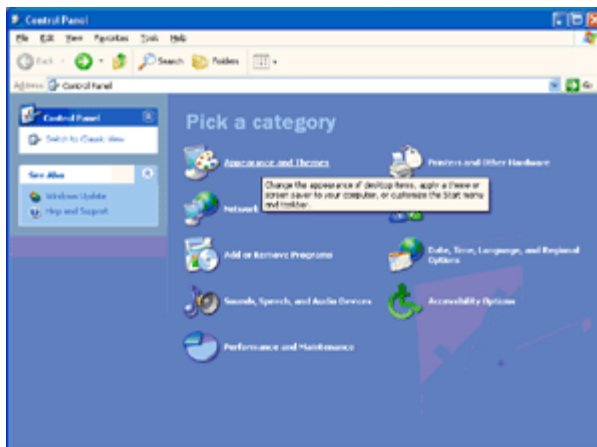 Control Panel
File Edit View Favorites Tools Help
Back Search Folders
Address Control Panel Go
Control Panel
Switch to Classic View
See Also
Windows Update
Help and Support
Pick a category
Appearance and Themes
Printers and Other Hardware
Change the appearance of desktop items, apply a theme or
screen saver to your computer, or customize the Start menu
and taskbar.
Network
Add or Remove Programs
Date, Time, Language, and Regional
Options
Sounds, Speech, and Audio Devices
Accessibility Options
Performance and Maintenance